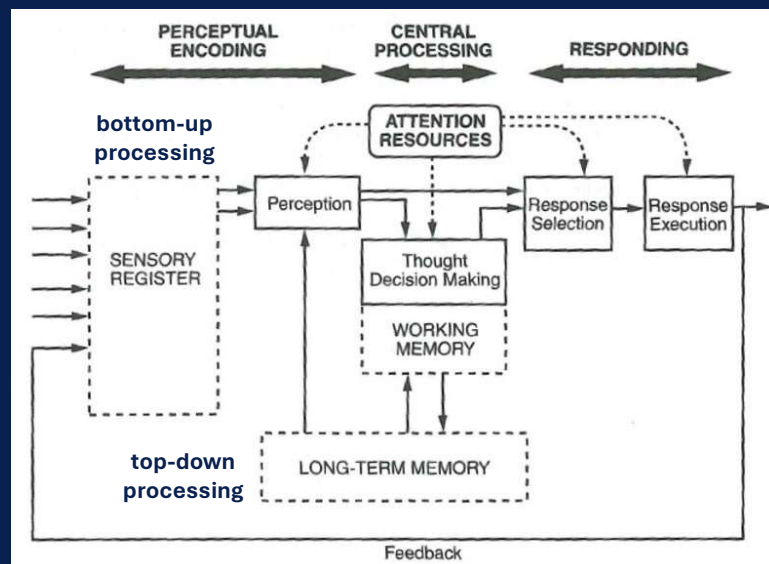 PERCEPTUAL
ENCODING
CENTRAL
PROCESSING
RESPONDING
bottom-up
processing
ATTENTION
RESOURCES
SENSORY
REGISTER
Perception
Thought
Decision Making
WORKING
MEMORY
Response
Selection
Response
Execution
top-down
processing
LONG-TERM MEMORY
Feedback